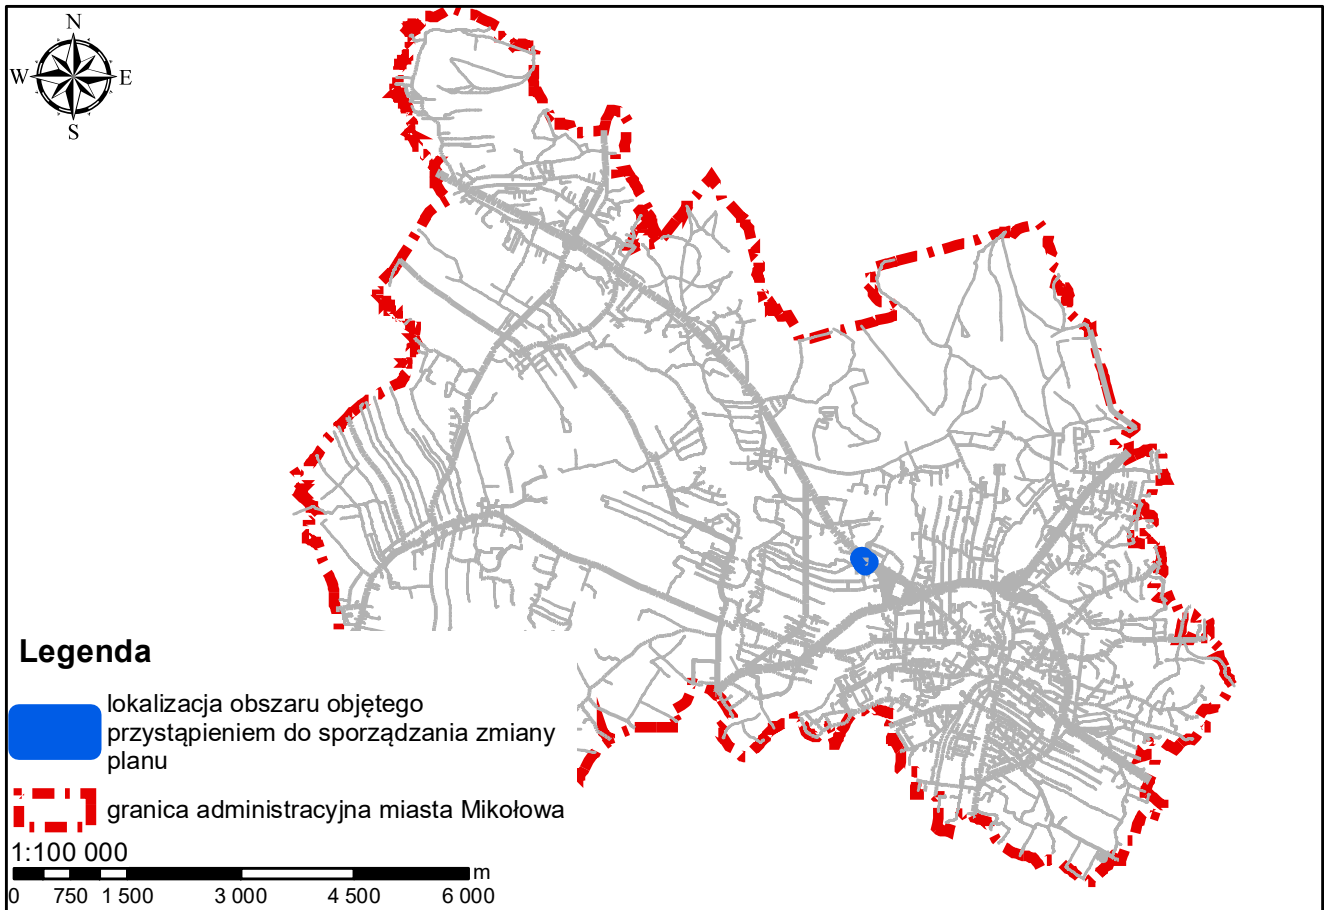 N
W E
S
Legenda
lokalizacja obszaru objętego
przystąpieniem do sporządzania zmiany
planu
granica administracyjna miasta Mikołowa
1:100 000
m
0 750 1 500 3 000 4 500 6 000